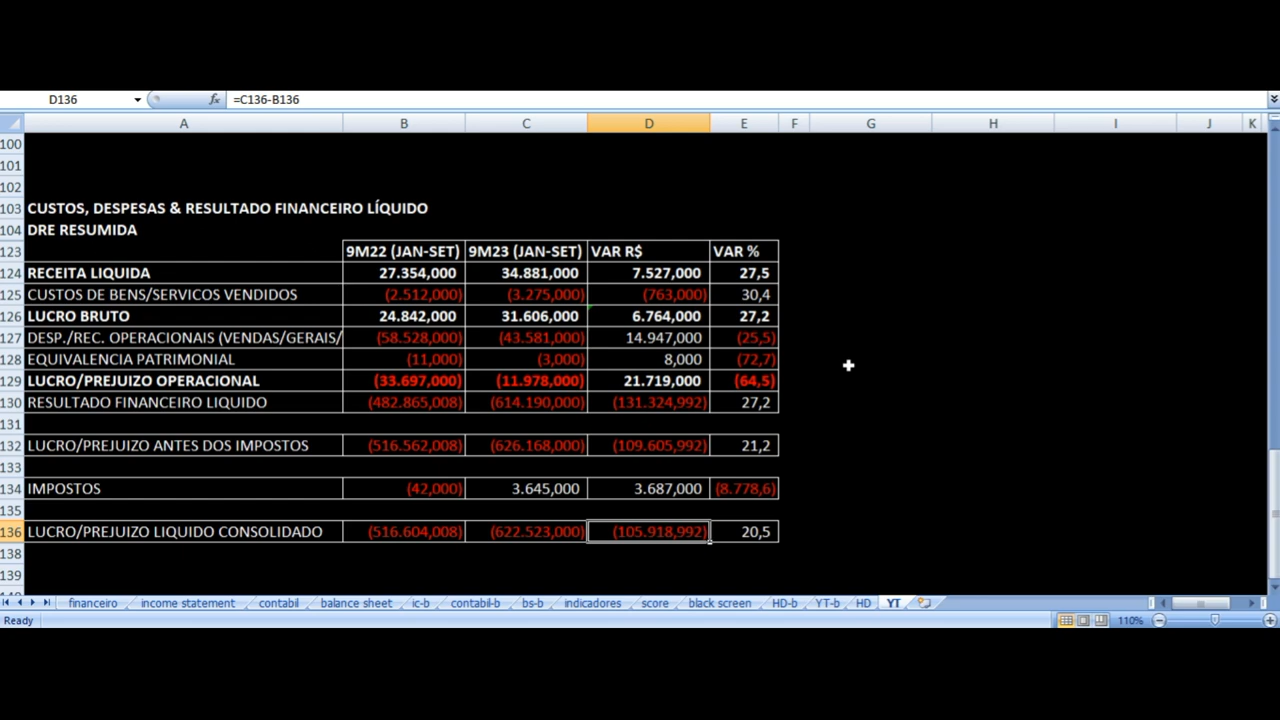 D136 fx =C136-B136
A B C D E F G H I J K
100
101
102
103 CUSTOS, DESPESAS & RESULTADO FINANCEIRO LÍQUIDO
104 DRE RESUMIDA
123 9M22 (JAN-SET) 9M23 (JAN-SET) VAR R$ VAR %
124 RECEITA LIQUIDA 27.354,000 34.881,000 7.527,000 27,5
125 CUSTOS DE BENS/SERVICOS VENDIDOS (2.512,000) (3.275,000) (763,000) 30,4
126 LUCRO BRUTO 24.842,000 31.606,000 6.764,000 27,2
127 DESP./REC. OPERACIONAIS (VENDAS/GERAIS/ (58.528,000) (43.581,000) 14.947,000 (25,5)
128 EQUIVALENCIA PATRIMONIAL (11,000) (3,000) 8,000 (72,7)
129 LUCRO/PREJUIZO OPERACIONAL (33.697,000) (11.978,000) 21.719,000 (64,5)
130 RESULTADO FINANCEIRO LIQUIDO (482.865,008) (614.190,000) (131.324,992) 27,2
131
132 LUCRO/PREJUIZO ANTES DOS IMPOSTOS (516.562,008) (626.168,000) (109.605,992) 21,2
133
134 IMPOSTOS (42,000) 3.645,000 3.687,000 (8.778,6)
135
136 LUCRO/PREJUIZO LIQUIDO CONSOLIDADO (516.604,008) (622.523,000) (105.918,992) 20,5
138
139
financeiro income statement contabil balance sheet ic-b contabil-b bs-b indicadores score black screen HD-b YT-b HD YT
Ready 110%